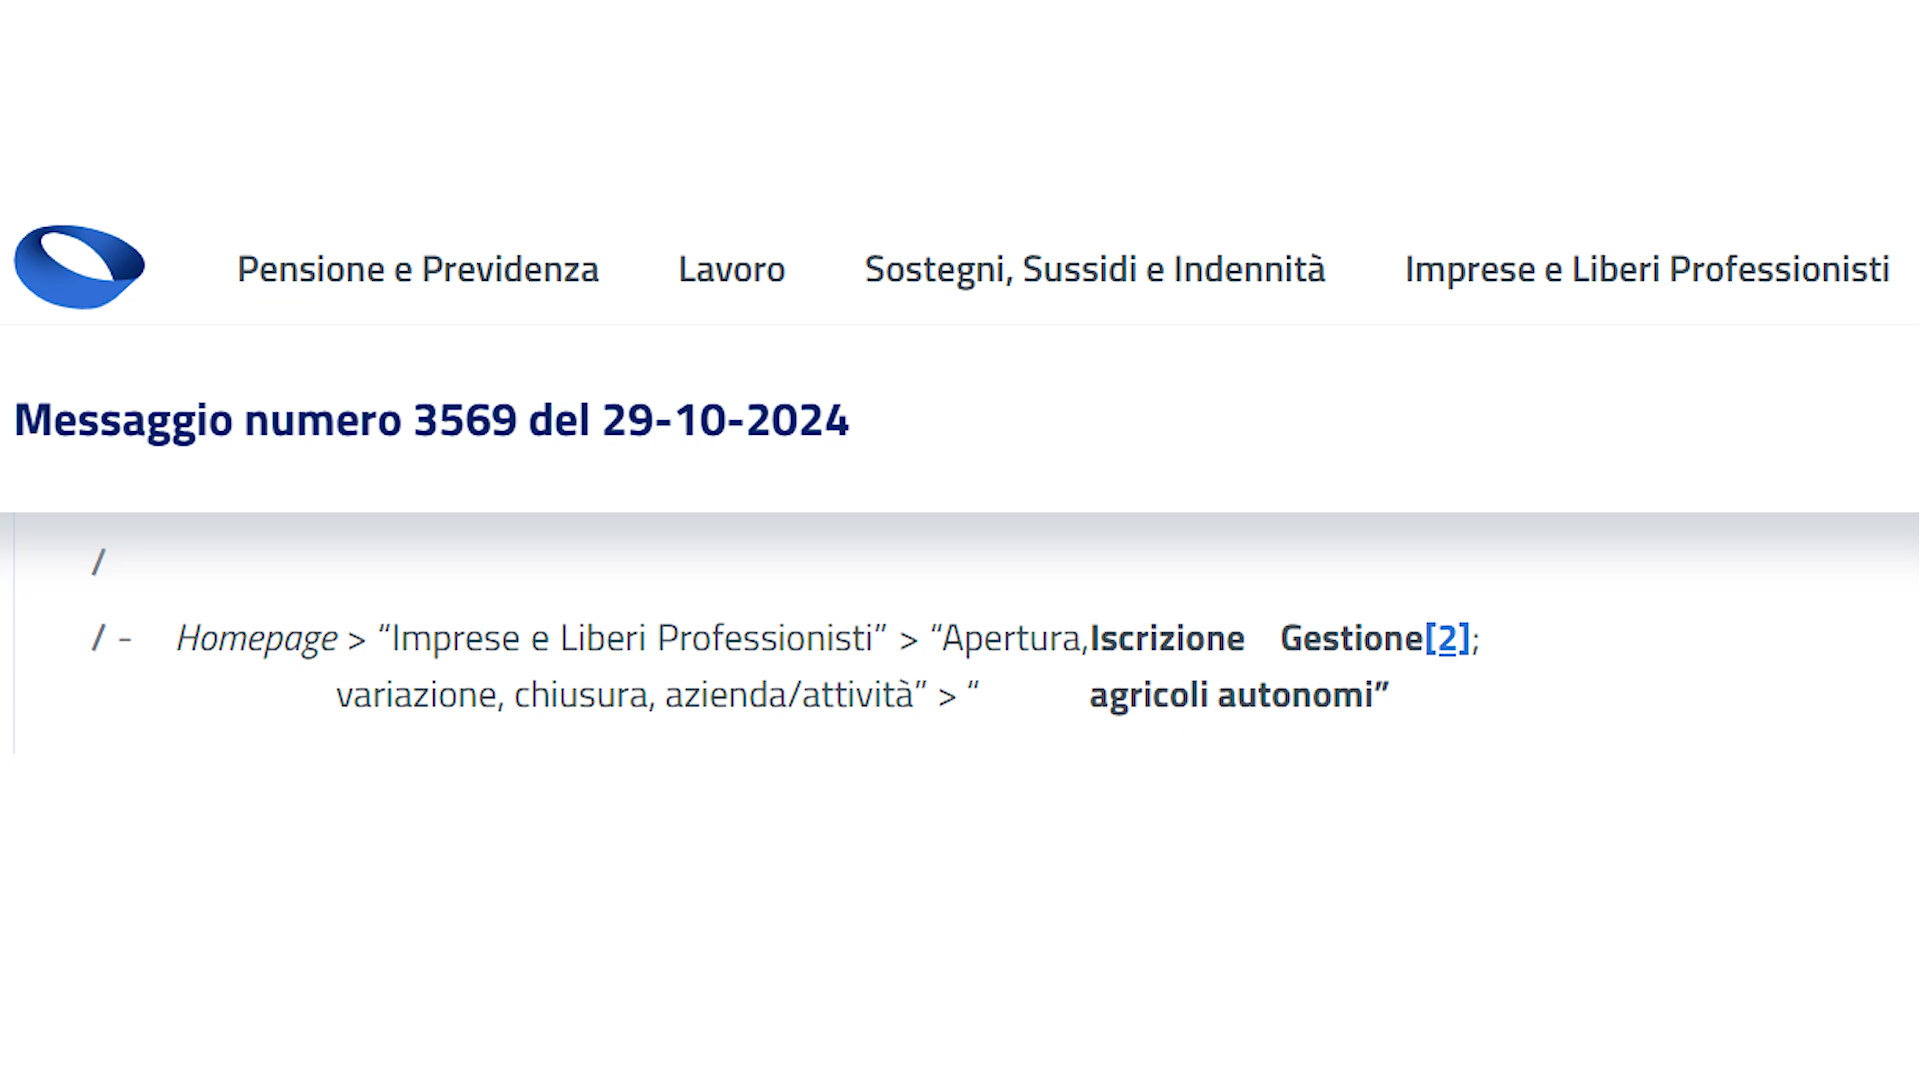 Pensione e Previdenza Lavoro Sostegni, Sussidi e Indennità Imprese e Liberi Professionisti
Messaggio numero 3569 del 29-10-2024
/
/ - Homepage > “Imprese e Liberi Professionisti” > “Apertura,Iscrizione Gestione[2];
variazione, chiusura, azienda/attività” > “ agricoli autonomi”